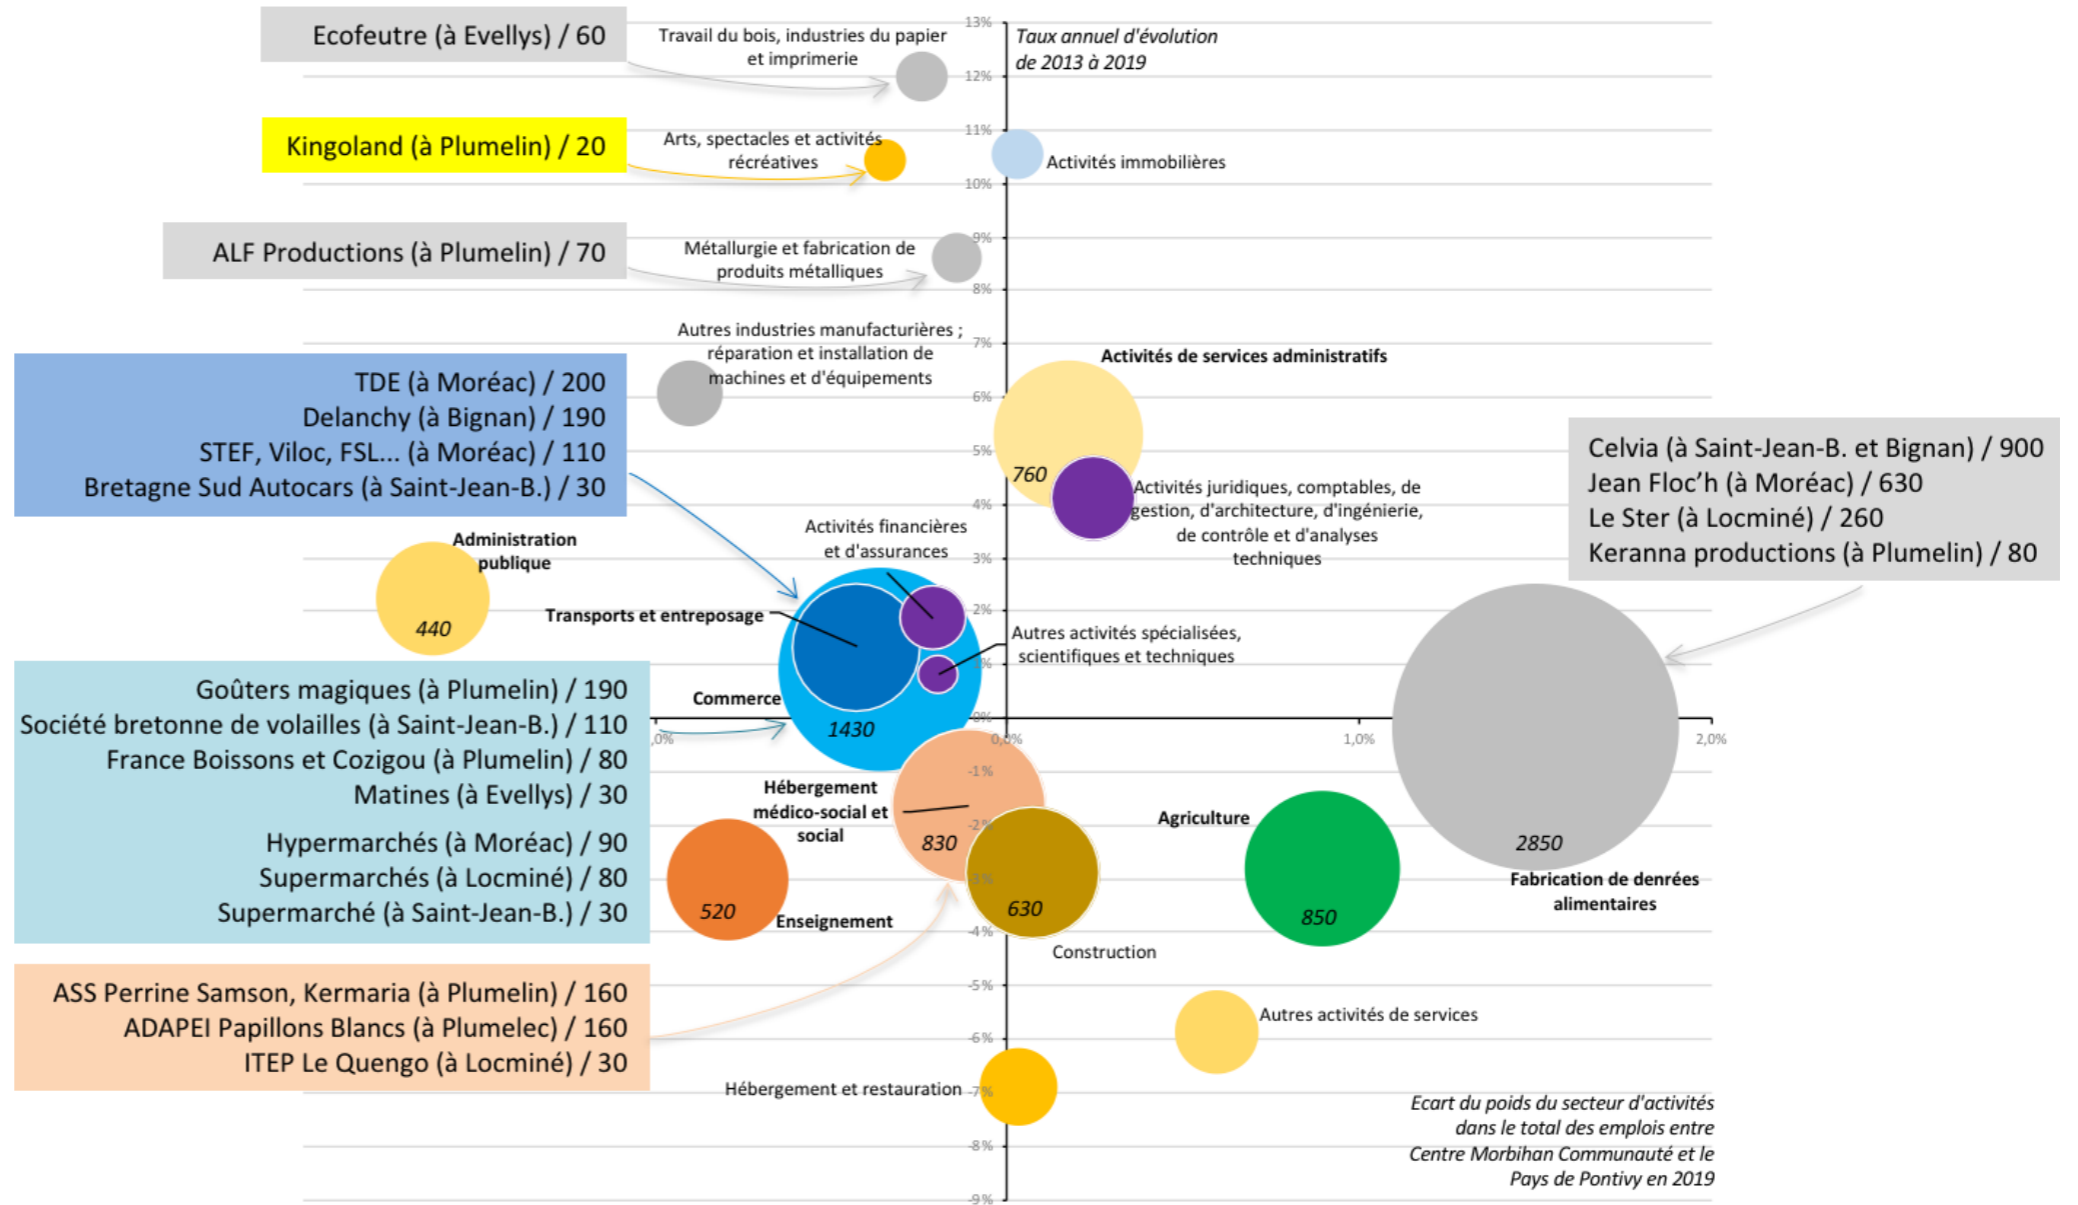 Ecofeutre (à Evellys) / 60
Travail du bois, industries du papier
et imprimerie
13%
Taux annuel d'évolution
de 2013 à 2019
12%
Kingoland (à Plumelin) / 20
Arts, spectacles et activités
récréatives
11%
Activités immobilières
10%
ALF Productions (à Plumelin) / 70
Métallurgie et fabrication de
produits métalliques
9%
8%
Autres industries manufacturières ;
réparation et installation de
machines et d'équipements
7%
Activités de services administratifs
6%
TDE (à Moréac) / 200
Delanchy (à Bignan) / 190
STEF, Viloc, FSL... (à Moréac) / 110
Bretagne Sud Autocars (à Saint-Jean-B.) / 30
5%
760
4%
Activités juridiques, comptables, de
gestion, d'architecture, d'ingénierie,
de contrôle et d'analyses
techniques
Celvia (à Saint-Jean-B. et Bignan) / 900
Jean Floc’h (à Moréac) / 630
Le Ster (à Locminé) / 260
Keranna productions (à Plumelin) / 80
Administration
publique
440
Activités financières
et d'assurances
3%
Transports et entreposage
2%
Autres activités spécialisées,
scientifiques et techniques
1%
Commerce
1430
0%
,0%
0,0%
1,0%
2,0%
Goûters magiques (à Plumelin) / 190
Société bretonne de volailles (à Saint-Jean-B.) / 110
France Boissons et Cozigou (à Plumelin) / 80
Matines (à Evellys) / 30
Hypermarchés (à Moréac) / 90
Supermarchés (à Locminé) / 80
Supermarché (à Saint-Jean-B.) / 30
-1%
Hébergement
médico-social et
social
830
-2%
Agriculture
850
2850
Fabrication de denrées
alimentaires
-3%
630
Construction
520
Enseignement
-4%
ASS Perrine Samson, Kermaria (à Plumelin) / 160
ADAPEI Papillons Blancs (à Plumelec) / 160
ITEP Le Quengo (à Locminé) / 30
-5%
Autres activités de services
-6%
Hébergement et restauration
-7%
-8%
-9%
Ecart du poids du secteur d'activités
dans le total des emplois entre
Centre Morbihan Communauté et le
Pays de Pontivy en 2019